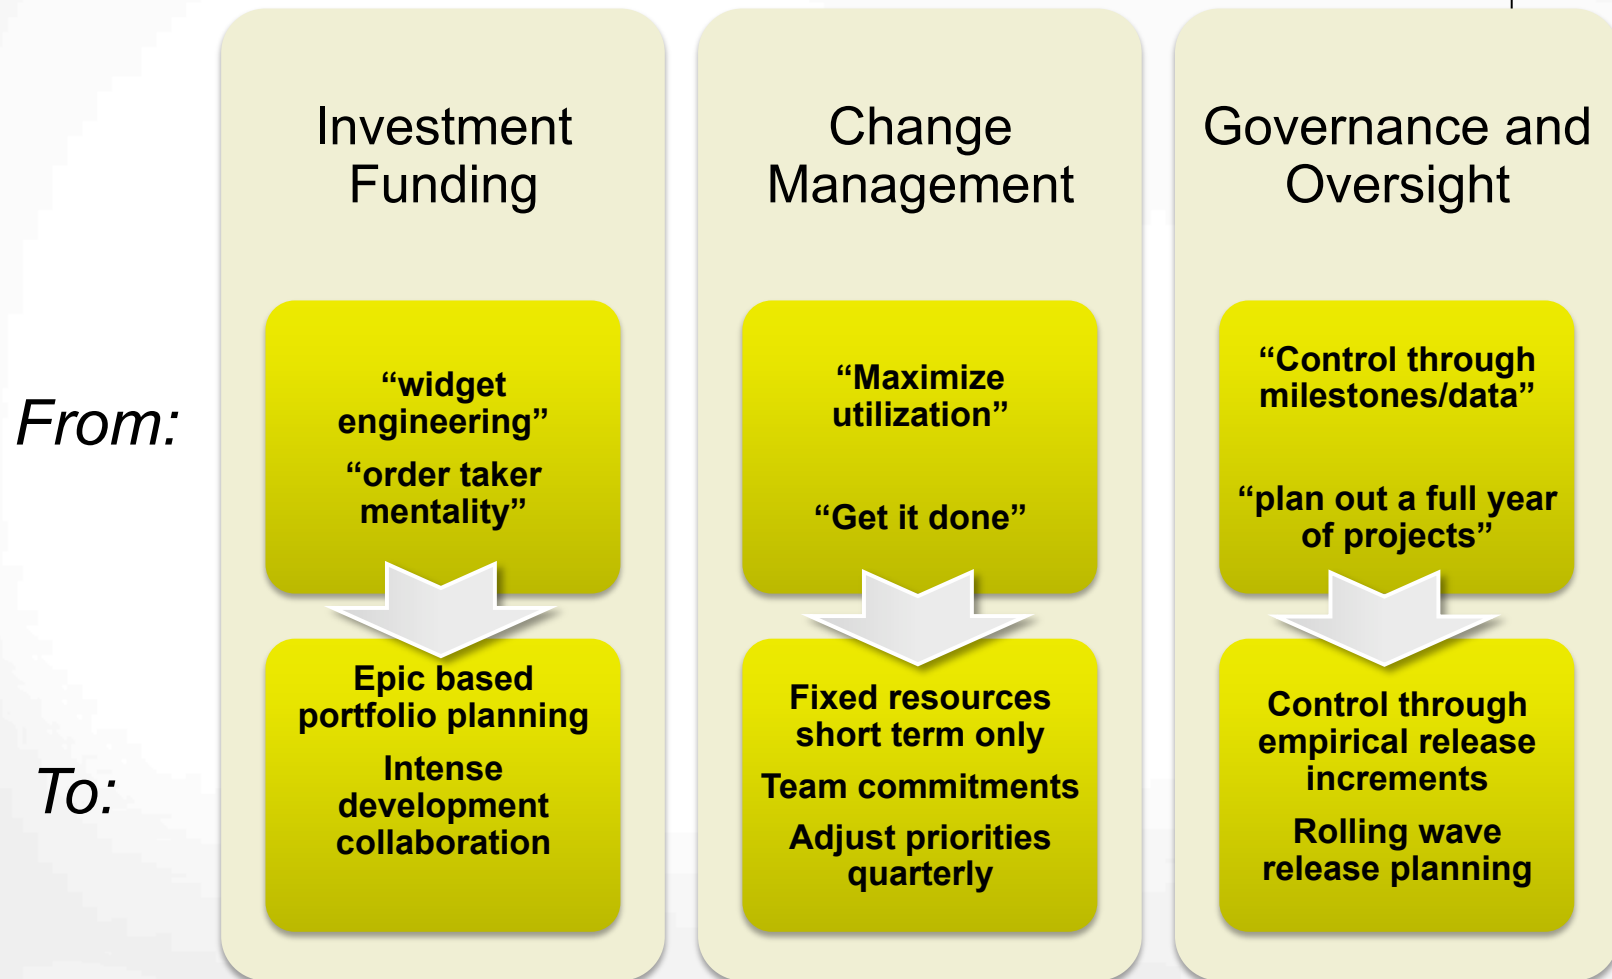 Investment
Funding
Change
Management
Governance and
Oversight
From:
“widget
engineering”
“order taker
mentality”
“Maximize
utilization”
“Get it done”
“Control through
milestones/data”
“plan out a full year
of projects”
To:
Epic based
portfolio planning
Intense
development
collaboration
Fixed resources
short term only
Team commitments
Adjust priorities
quarterly
Control through
empirical release
increments
Rolling wave
release planning